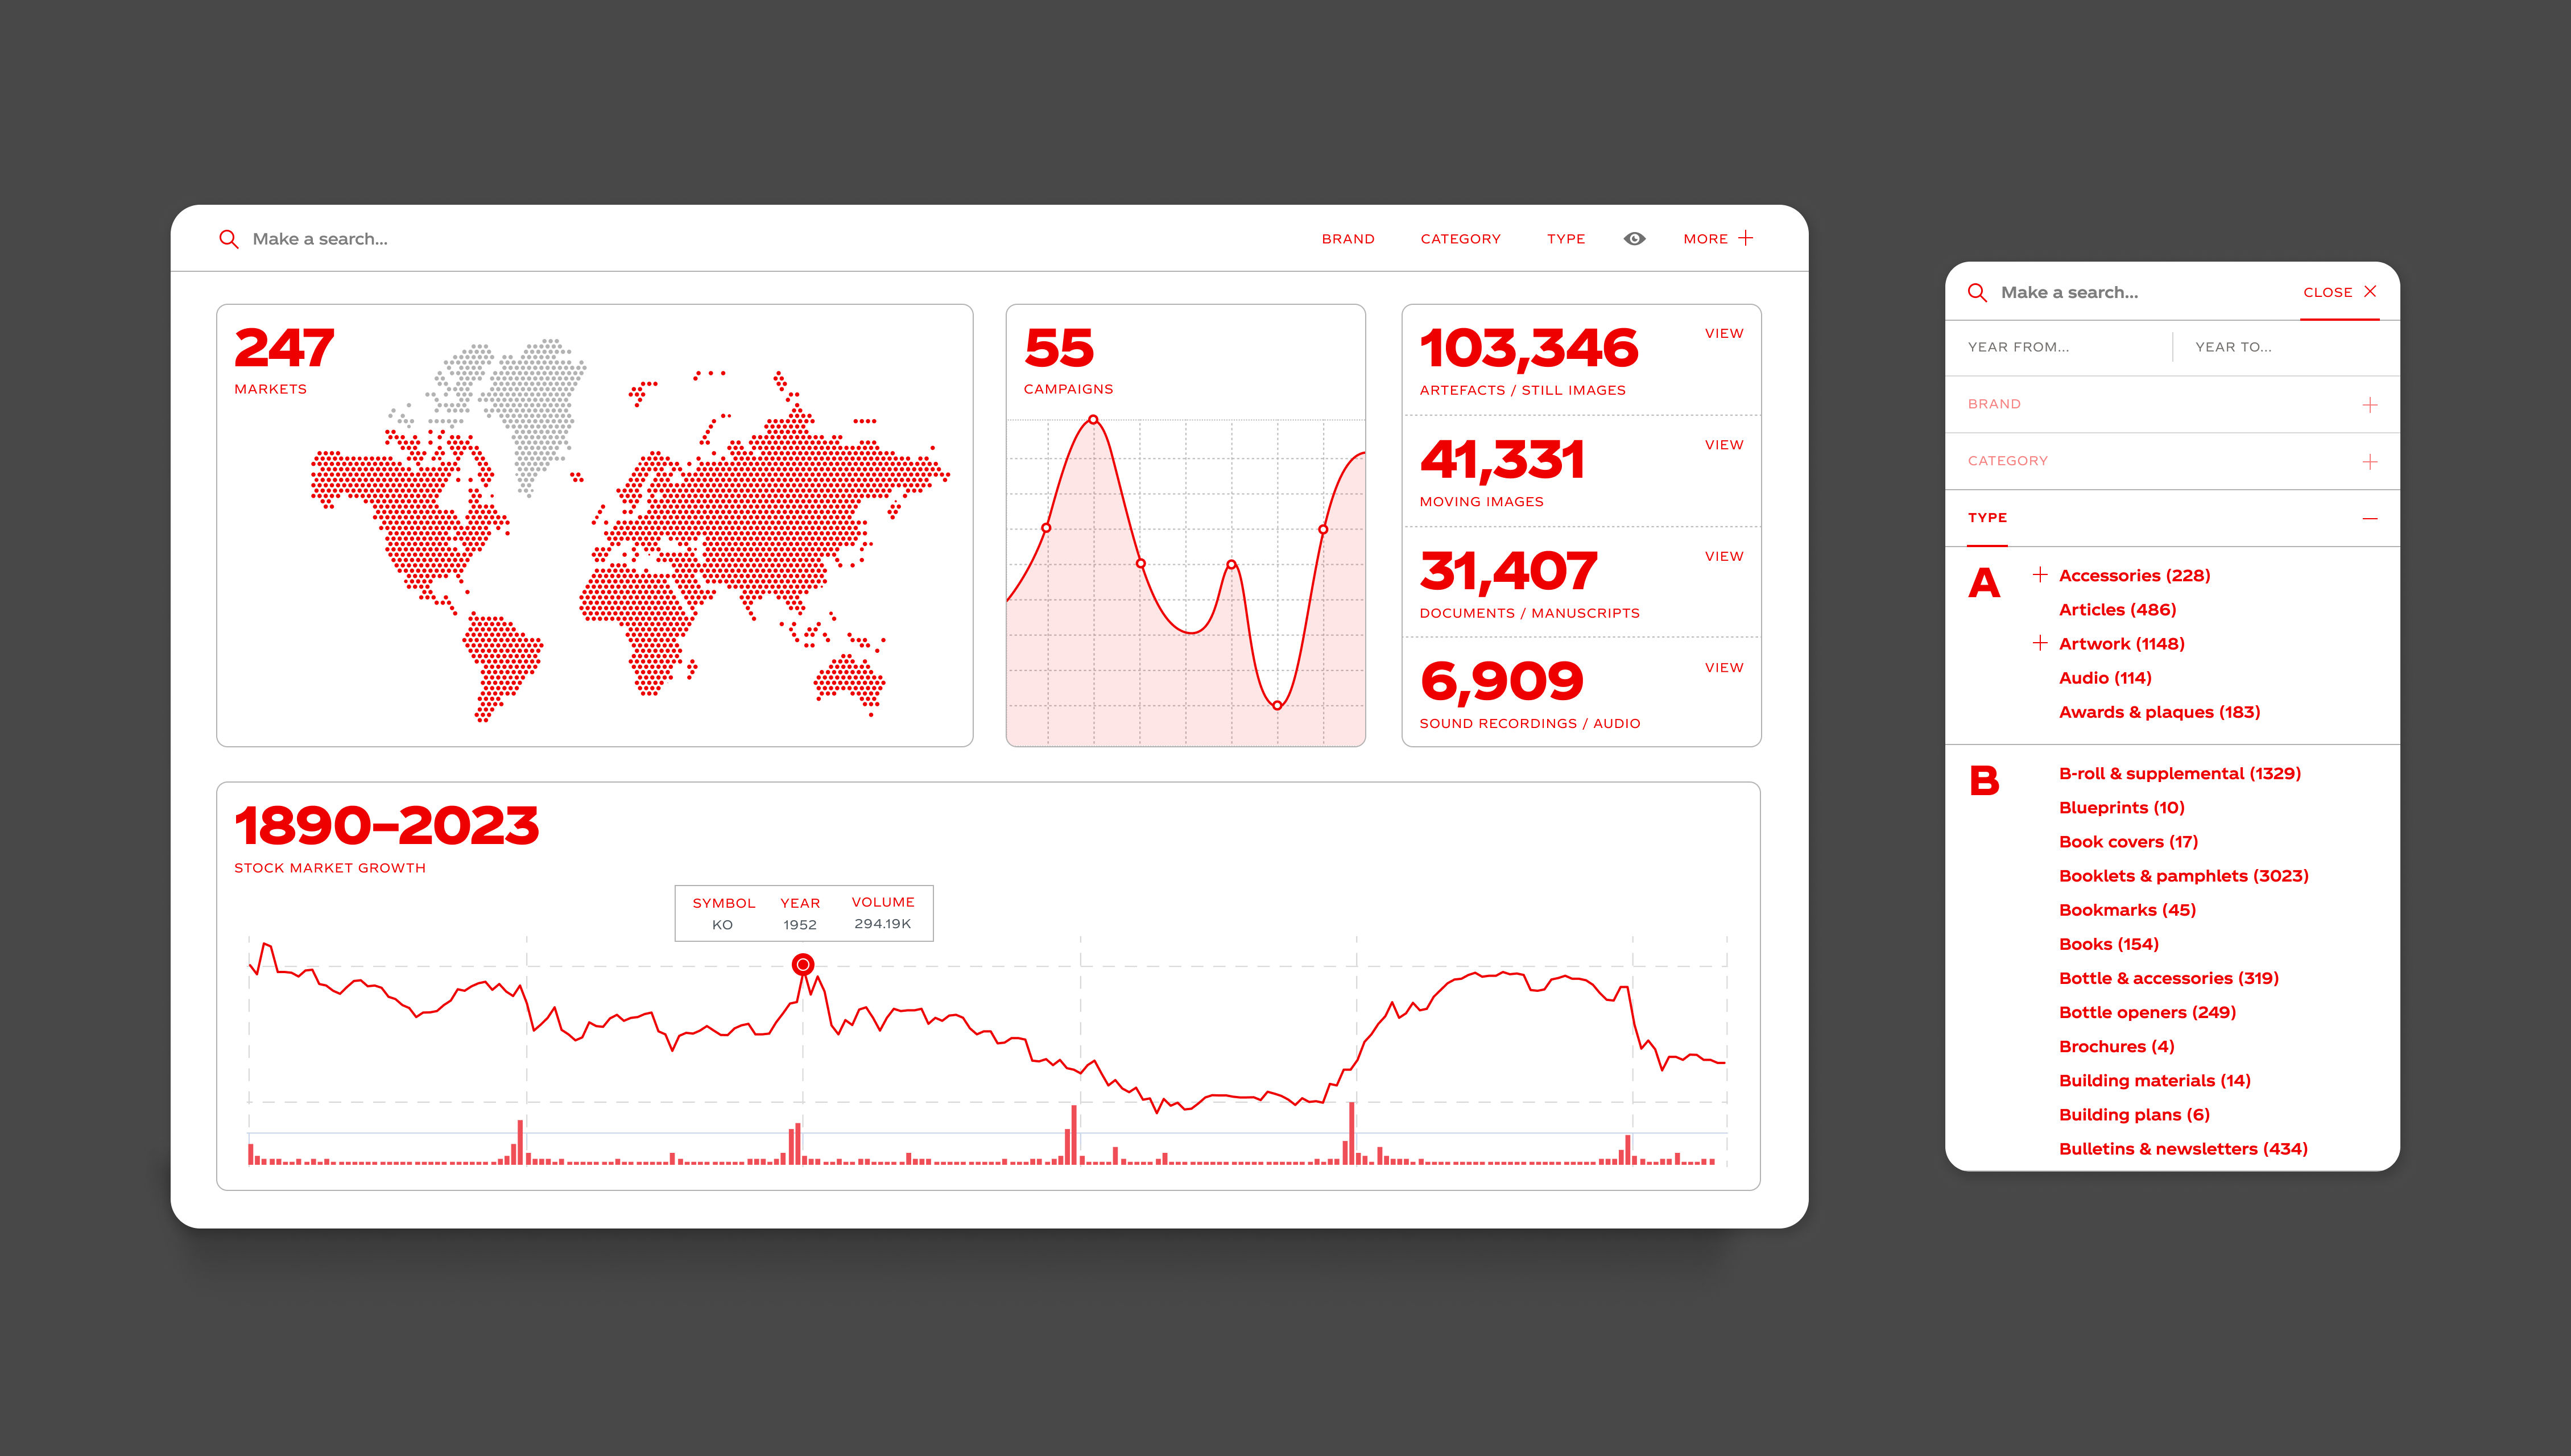 Make a search...
BRAND CATEGORY TYPE MORE
247
MARKETS
55
CAMPAIGNS
103,346 VIEW
ARTEFACTS / STILL IMAGES
41,331 VIEW
MOVING IMAGES
31,407 VIEW
DOCUMENTS / MANUSCRIPTS
6,909 VIEW
SOUND RECORDINGS / AUDIO
1890–2023
STOCK MARKET GROWTH
SYMBOL YEAR VOLUME
KO 1952 294.19K
Make a search... CLOSE
YEAR FROM... YEAR TO...
BRAND
CATEGORY
TYPE
A
Accessories (228)
Articles (486)
Artwork (1148)
Audio (114)
Awards & plaques (183)
B
B-roll & supplemental (1329)
Blueprints (10)
Book covers (17)
Booklets & pamphlets (3023)
Bookmarks (45)
Books (154)
Bottle & accessories (319)
Bottle openers (249)
Brochures (4)
Building materials (14)
Building plans (6)
Bulletins & newsletters (434)